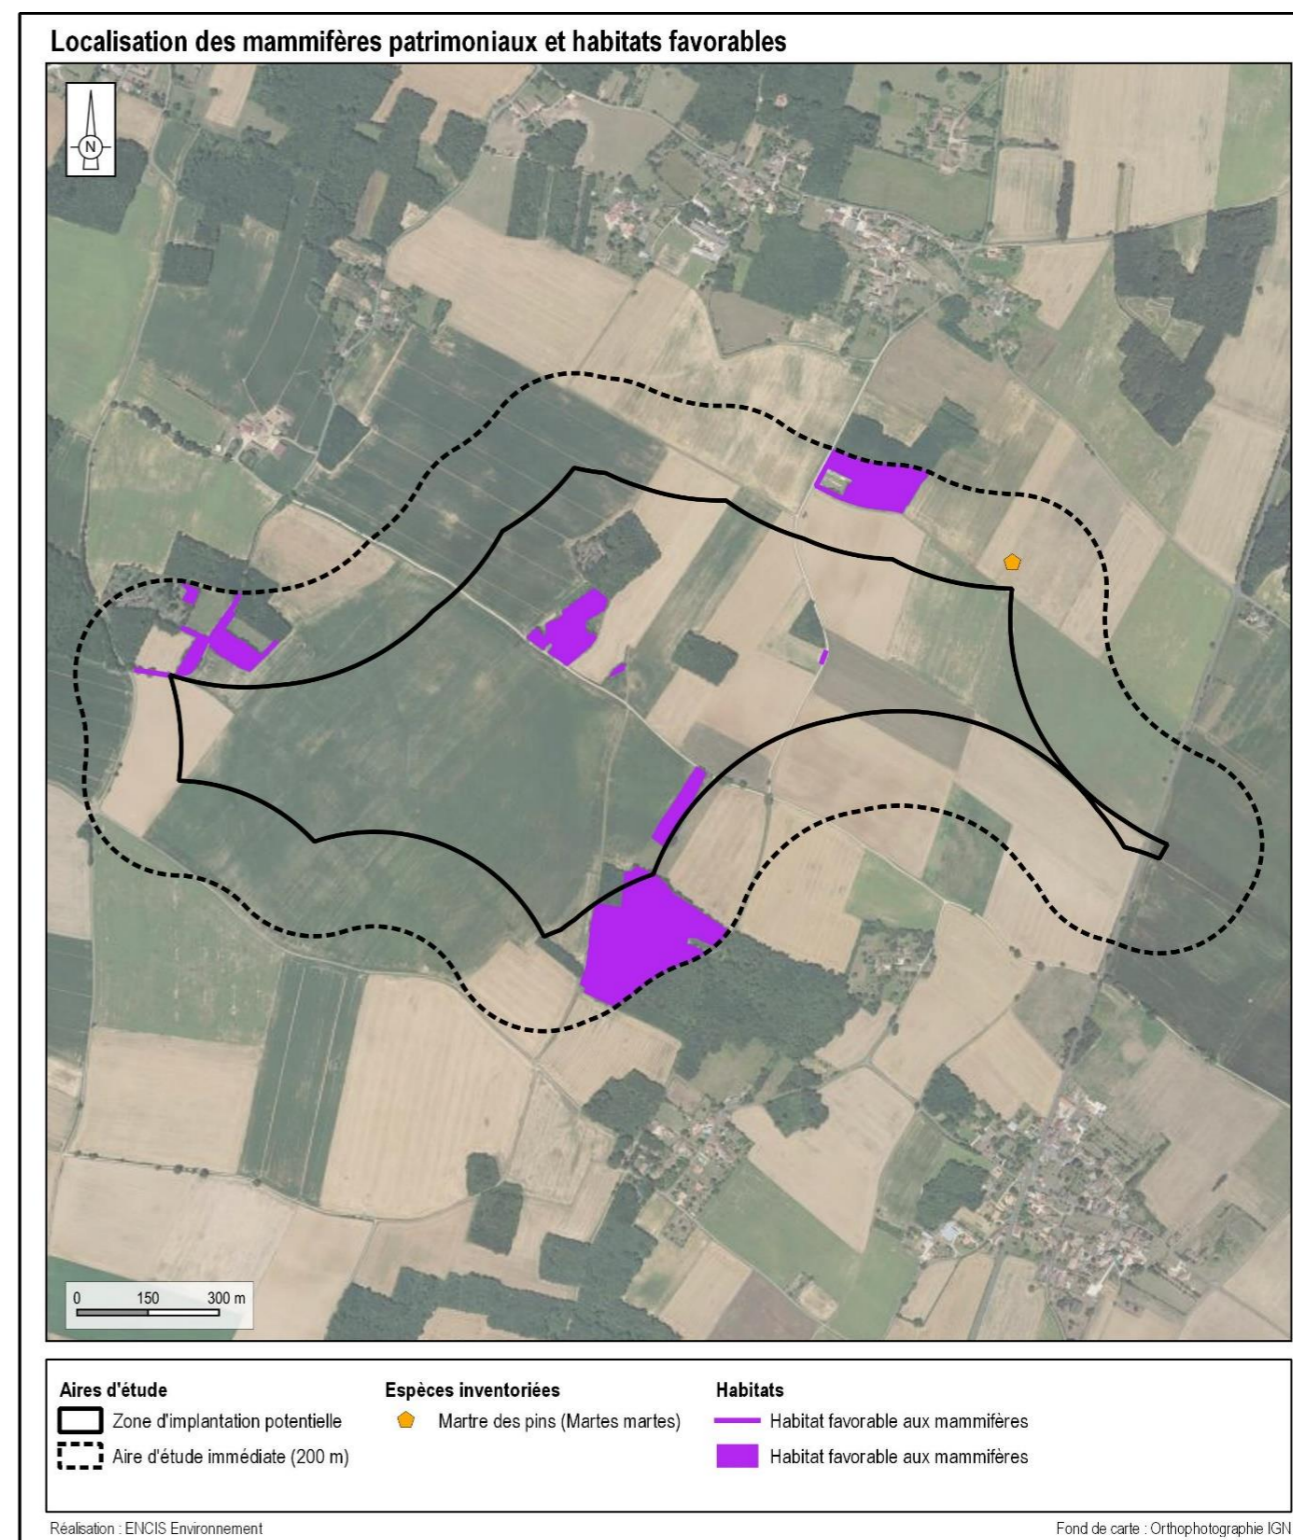 Localisation des mammifères patrimoniaux et habitats favorables
N
0 150 300 m
Aires d'étude
Zone d'implantation potentielle
Aire d'étude immédiate (200 m)
Espèces inventoriées
Martre des pins (Martes martes)
Habitats
Habitat favorable aux mammifères
Habitat favorable aux mammifères
Réalisation : ENCIS Environnement
Fond de carte : Orthophotographie IGN